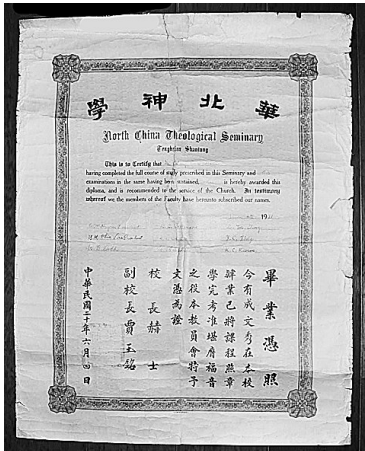 華北神學
North China Theological Seminary
Tenghsien Shantung
This is to Certify that
having completed the full course of study prescribed in this Seminary and
examinations in the same having been sustained, is hereby awarded this
diploma, and is recommended to the service of the Church. In testimony
whereof we, the members of the Faculty have hereunto subscribed our names.
19
畢業憑照
今有成文秀在本校
肄業已將課程照章
學完考准堪膺福音
之役本教員會特予
文憑為證
校長赫士
副校長賈玉銘
中華民國二十年六月四日